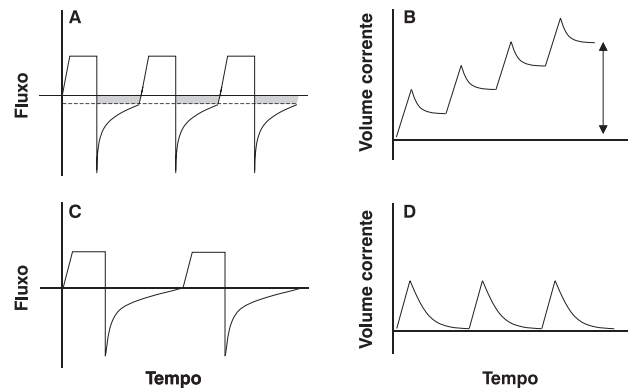 A
Fluxo
B
Volume corrente
C
Fluxo
Tempo
D
Volume corrente
Tempo